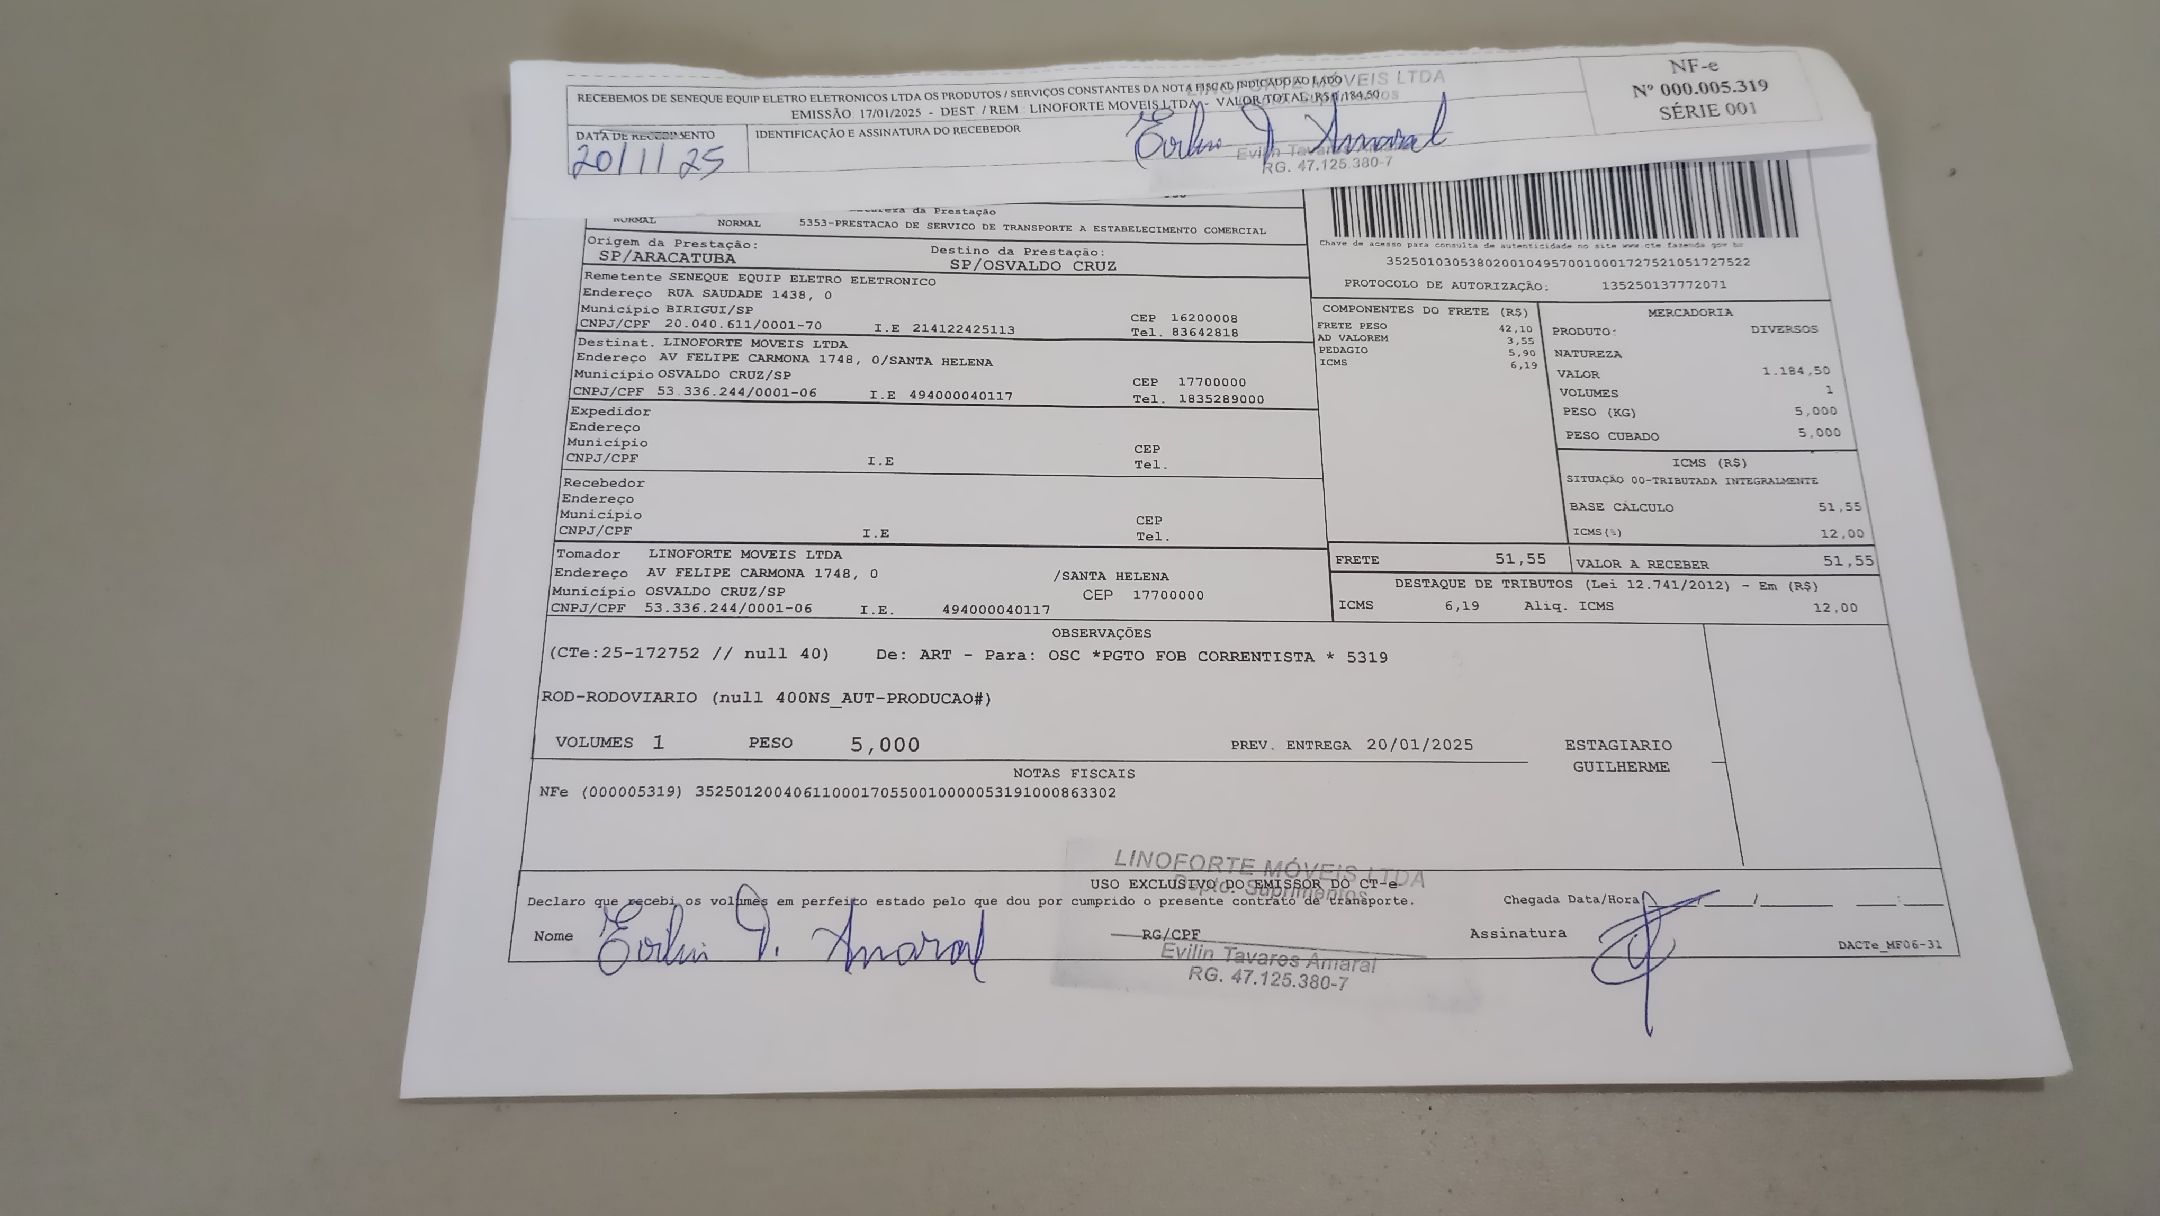 RECEBEMOS DE SENEQUE EQUIP ELETRO ELETRONICOS LTDA OS PRODUTOS / SERVIÇOS CONSTANTES DA NOTA FISCAL INDICADO AO LADO
EMISSÃO 17/01/2025 - DEST / REM LINOFORTE MOVEIS LTDA - VALOR TOTAL: R$ 1.184,50
MÓVEIS LTDA
NF-e
Nº 000.005.319
SÉRIE 001
DATA DE RECEBIMENTO
IDENTIFICAÇÃO E ASSINATURA DO RECEBEDOR
20/1/25
Evilin T. Amaral
Evilin Tavares Amaral
RG. 47.125.380-7
da Prestação
NORMAL NORMAL 5353-PRESTACAO DE SERVICO DE TRANSPORTE A ESTABELECIMENTO COMERCIAL
Origem da Prestação: Destino da Prestação:
SP/ARACATUBA SP/OSVALDO CRUZ
Chave de acesso para consulta de autenticidade no site www.cte.fazenda.gov.br
35250103053802001049570010001727521051727522
PROTOCOLO DE AUTORIZAÇÃO: 135250137772071
Remetente SENEQUE EQUIP ELETRO ELETRONICO
Endereço RUA SAUDADE 1438, 0
Município BIRIGUI/SP CEP 16200008
CNPJ/CPF 20.040.611/0001-70 I.E 214122425113 Tel. 83642818
Destinat. LINOFORTE MOVEIS LTDA
Endereço AV FELIPE CARMONA 1748, 0/SANTA HELENA
Município OSVALDO CRUZ/SP CEP 17700000
CNPJ/CPF 53.336.244/0001-06 I.E 494000040117 Tel. 1835289000
Expedidor
Endereço
Município CEP
CNPJ/CPF I.E Tel.
Recebedor
Endereço
Município CEP
CNPJ/CPF I.E Tel.
Tomador LINOFORTE MOVEIS LTDA
Endereço AV FELIPE CARMONA 1748, 0 /SANTA HELENA
Município OSVALDO CRUZ/SP CEP 17700000
CNPJ/CPF 53.336.244/0001-06 I.E. 494000040117
COMPONENTES DO FRETE (R$)
FRETE PESO 42,10
AD VALOREM 3,55
PEDAGIO 5,90
ICMS 6,19
MERCADORIA
PRODUTO: DIVERSOS
NATUREZA
VALOR 1.184,50
VOLUMES 1
PESO (KG) 5,000
PESO CUBADO 5,000
ICMS (R$)
SITUAÇÃO 00-TRIBUTADA INTEGRALMENTE
BASE CÁLCULO 51,55
ICMS(%) 12,00
FRETE 51,55 VALOR A RECEBER 51,55
DESTAQUE DE TRIBUTOS (Lei 12.741/2012) - Em (R$)
ICMS 6,19 Aliq. ICMS 12,00
OBSERVAÇÕES
(CTe:25-172752 // null 40) De: ART - Para: OSC *PGTO FOB CORRENTISTA * 5319
ROD-RODOVIARIO (null 400NS_AUT-PRODUCAO#)
VOLUMES 1 PESO 5,000 PREV. ENTREGA 20/01/2025 ESTAGIARIO
GUILHERME
NOTAS FISCAIS
NFe (000005319) 35250120040611000170550010000053191000863302
LINOFORTE MÓVEIS LTDA
Depto. Suprimentos
USO EXCLUSIVO DO EMISSOR DO CT-e
Declaro que recebi os volumes em perfeito estado pelo que dou por cumprido o presente contrato de transporte. Chegada Data/Hora
Nome Evilin T. Amaral RG/CPF Assinatura
Evilin Tavares Amaral
RG. 47.125.380-7
DACTe_MF06-31